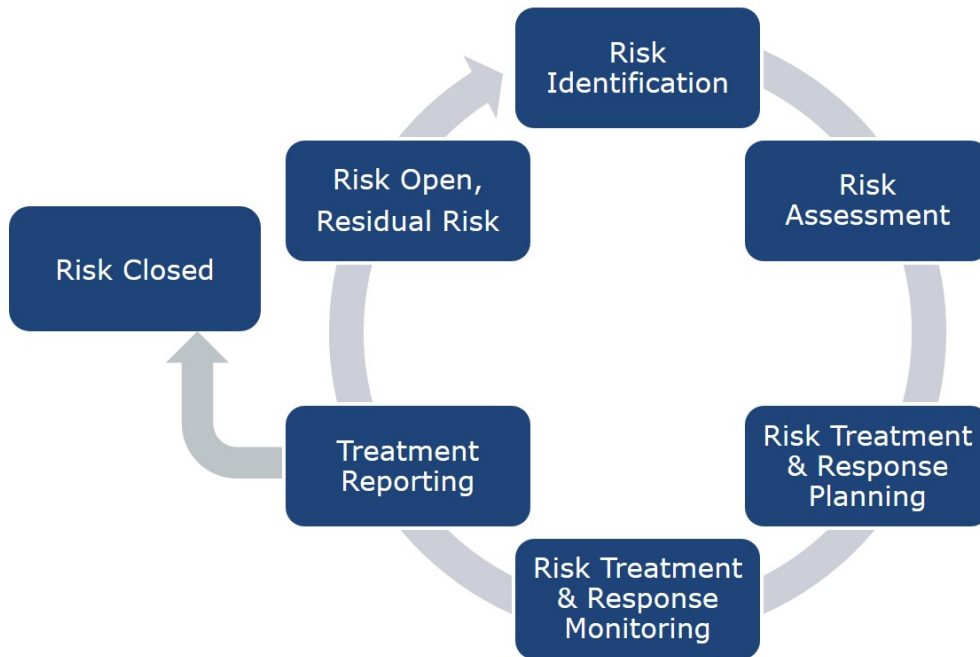 Risk
Identification
Risk
Assessment
Risk Treatment
& Response
Planning
Risk Treatment
& Response
Monitoring
Treatment
Reporting
Risk Open,
Residual Risk
Risk Closed